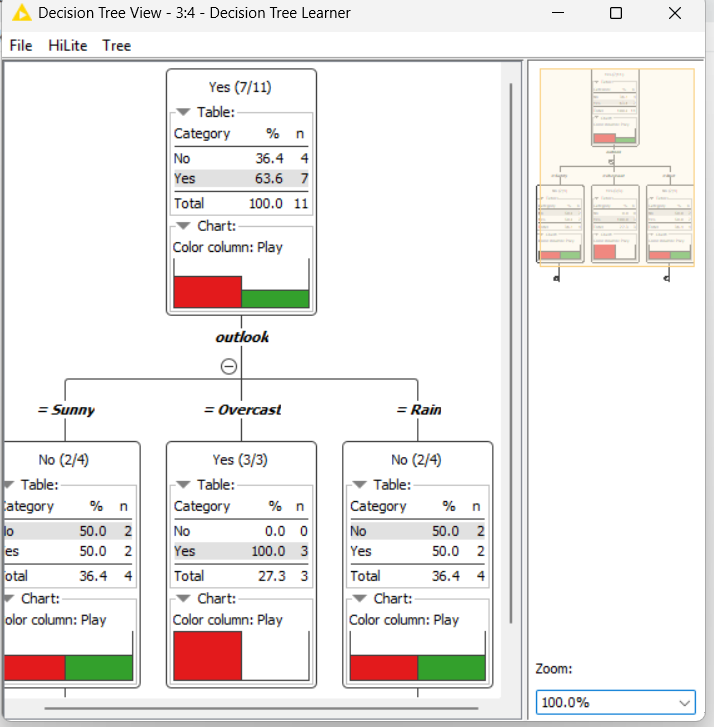 Decision Tree View - 3:4 - Decision Tree Learner
File HiLite Tree
Yes (7/11)
Table:
Category % n
No 36.4 4
Yes 63.6 7
Total 100.0 11
Chart:
Color column: Play
outlook
= Sunny = Overcast = Rain
No (2/4) Yes (3/3) No (2/4)
Table: Table: Table:
ategory % n Category % n Category % n
lo 50.0 2 No 0.0 0 No 50.0 2
es 50.0 2 Yes 100.0 3 Yes 50.0 2
otal 36.4 4 Total 27.3 3 Total 36.4 4
Chart: Chart: Chart:
olor column: Play Color column: Play Color column: Play
Zoom:
100.0%